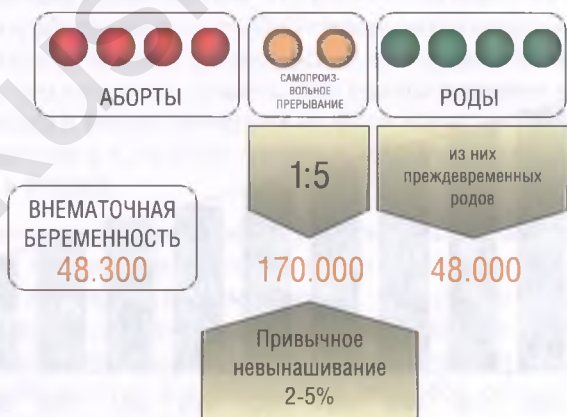 АБОРТЫ
САМОПРОИЗ-
ВОЛЬНОЕ
ПРЕРЫВАНИЕ
РОДЫ
1:5
из них
преждевременных
родов
ВНЕМАТОЧНАЯ
БЕРЕМЕННОСТЬ
48.300
170.000
48.000
Привычное
невынашивание
2-5%